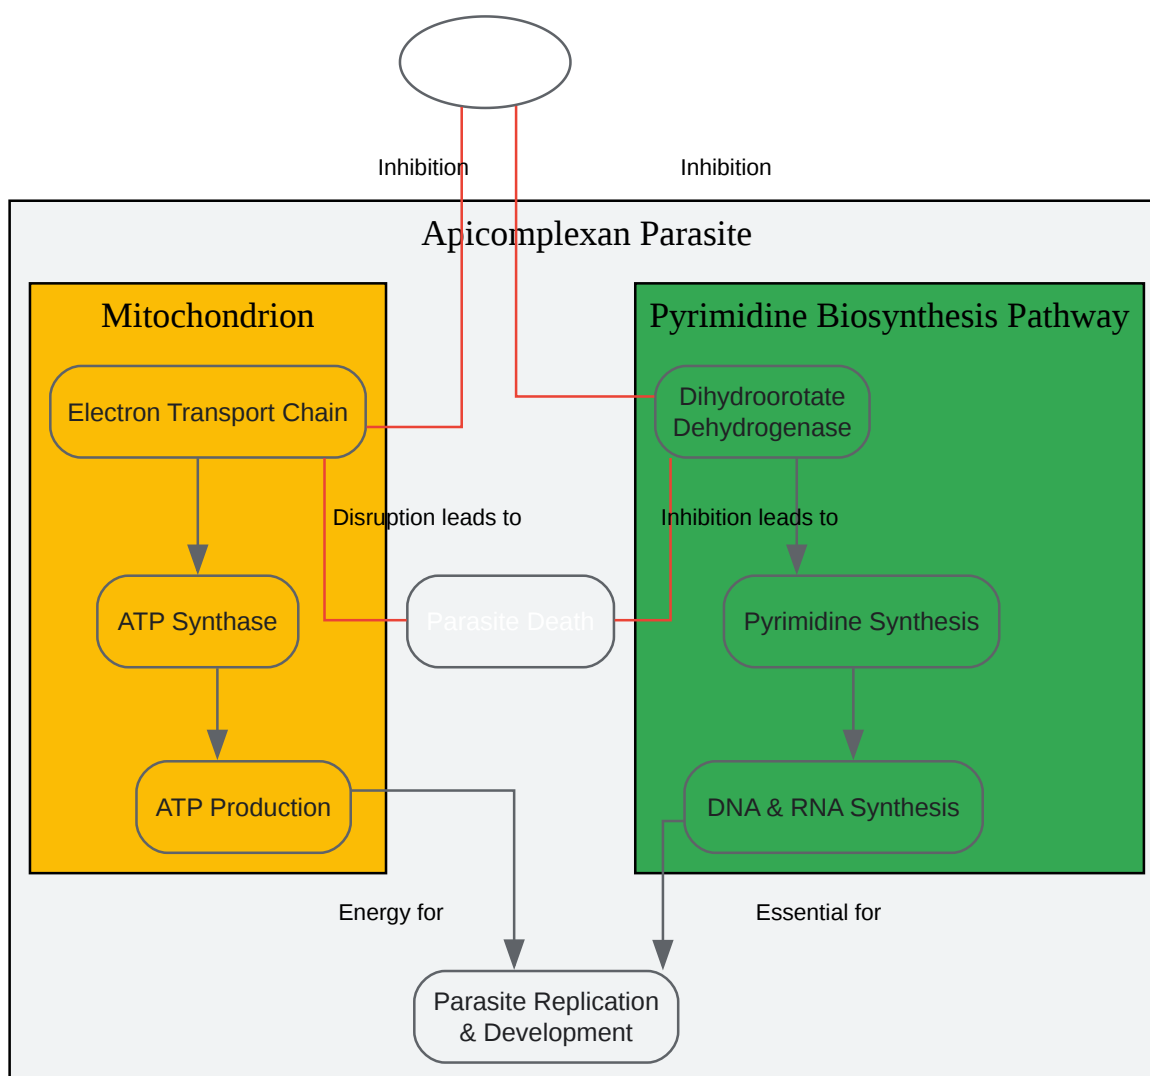 Inhibition
Inhibition
Apicomplexan Parasite
Mitochondrion
Pyrimidine Biosynthesis Pathway
Electron Transport Chain
Dihydroorotate
Dehydrogenase
Disruption leads to
Inhibition leads to
ATP Synthase
Parasite Death
Pyrimidine Synthesis
ATP Production
DNA & RNA Synthesis
Energy for
Essential for
Parasite Replication
& Development